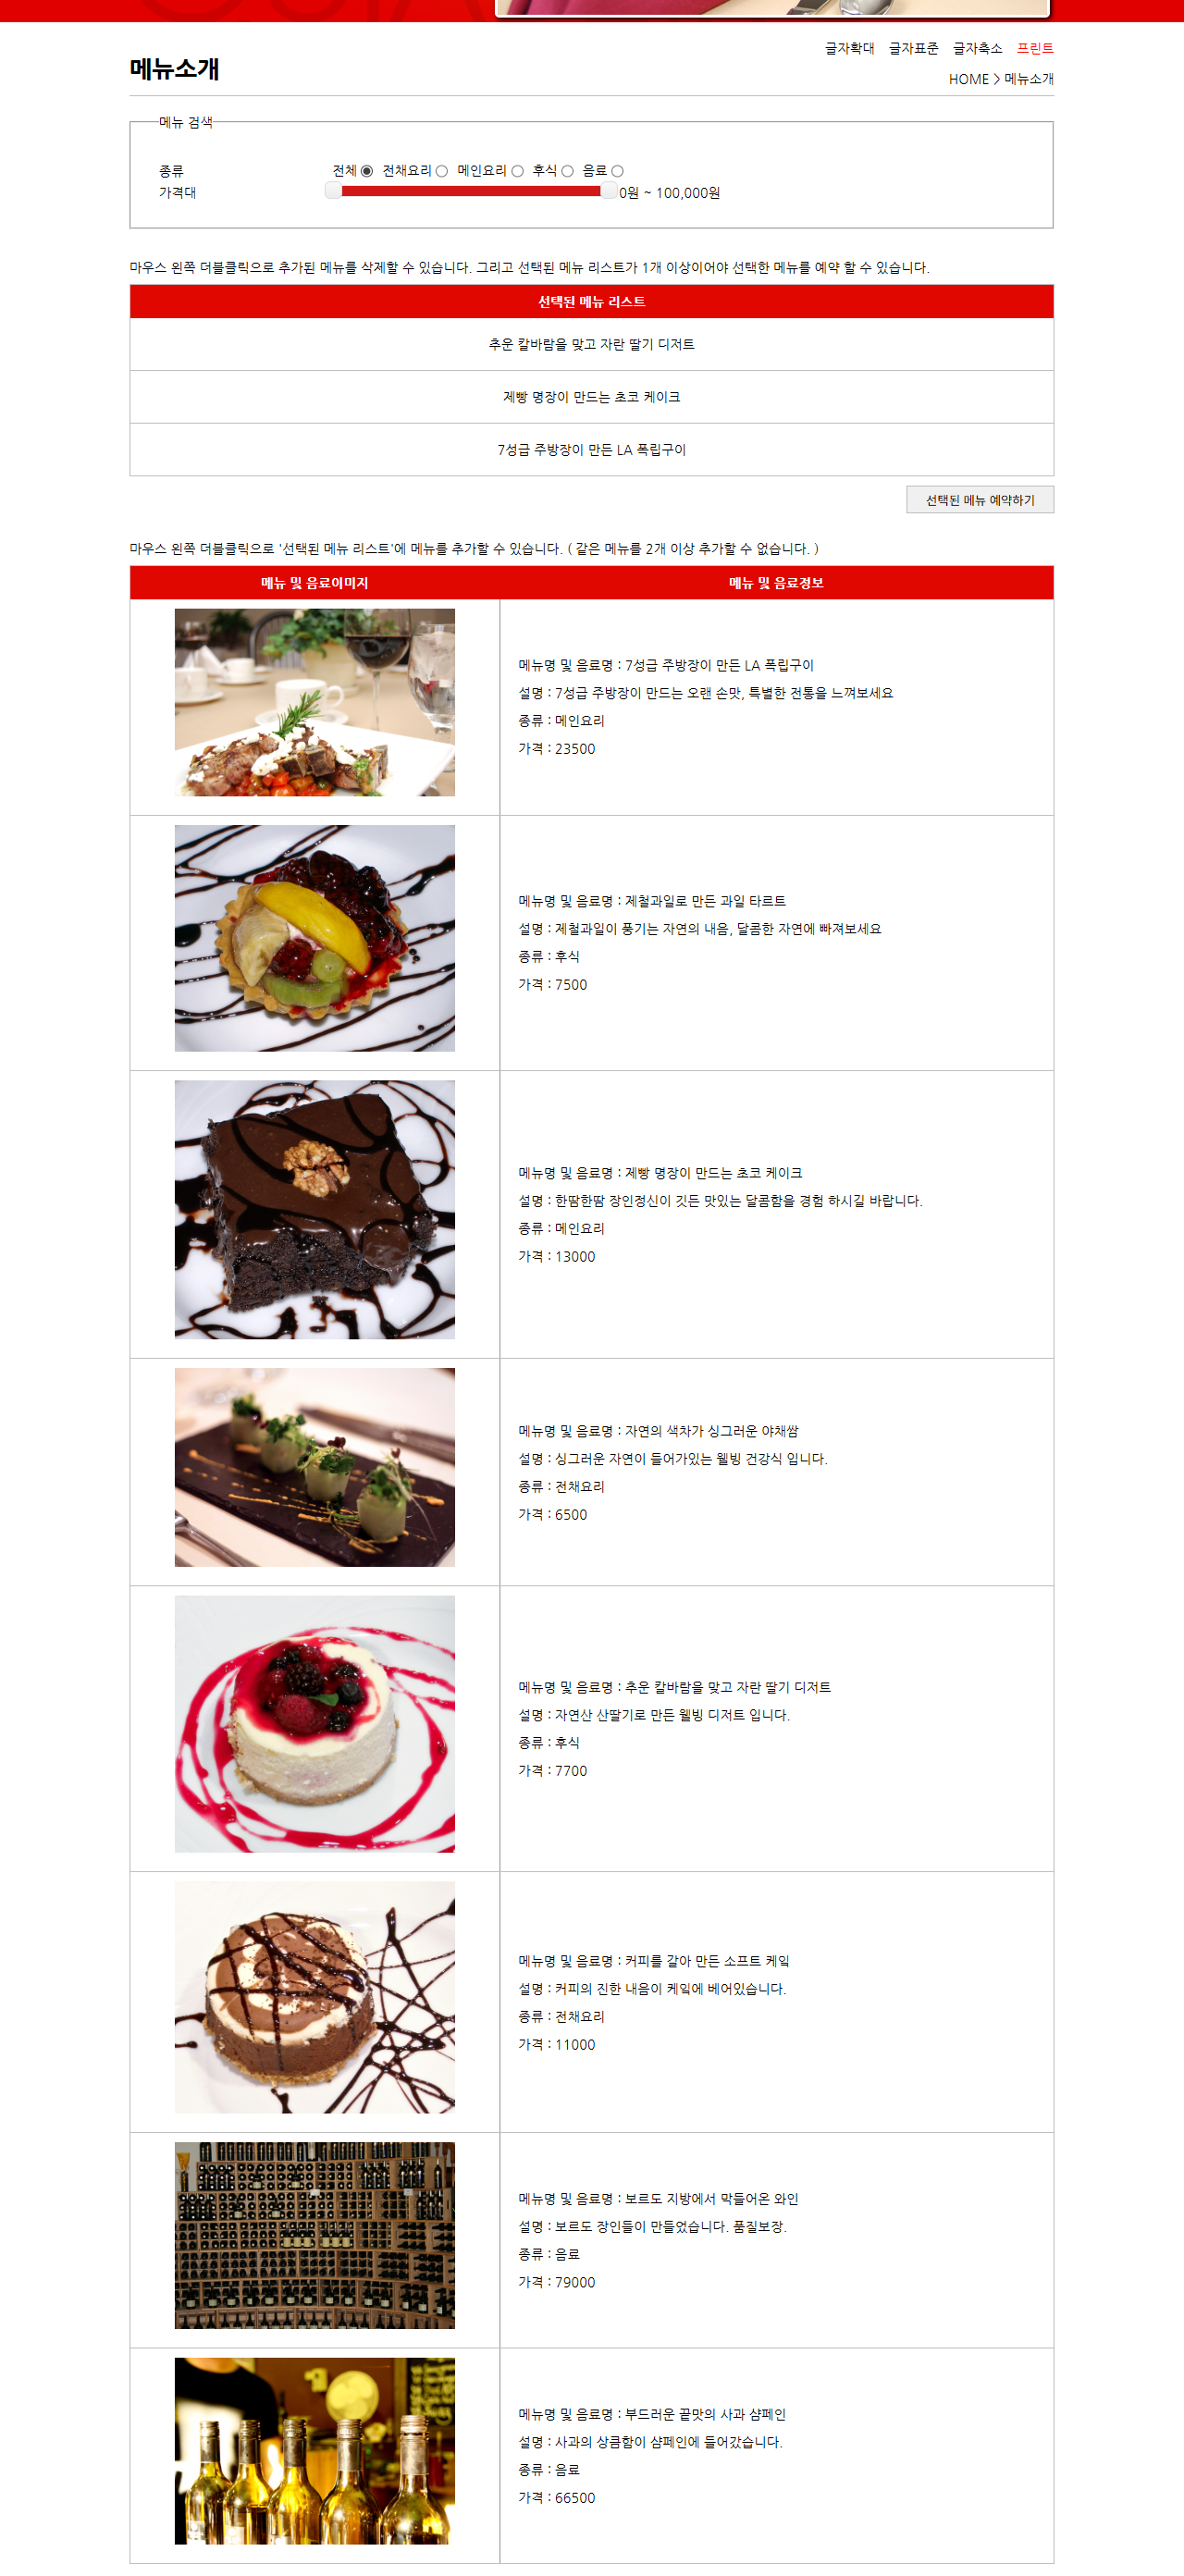 글자확대 글자표준 글자축소 프린트
메뉴소개
HOME > 메뉴소개
메뉴 검색
종류 전체 전채요리 메인요리 후식 음료
가격대 0원 ~ 100,000원
마우스 왼쪽 더블클릭으로 추가된 메뉴를 삭제할 수 있습니다. 그리고 선택된 메뉴 리스트가 1개 이상이어야 선택한 메뉴를 예약 할 수 있습니다.
선택된 메뉴 리스트
추운 칼바람을 맞고 자란 딸기 디저트
제빵 명장이 만드는 초코 케이크
7성급 주방장이 만든 LA 폭립구이
선택된 메뉴 예약하기
마우스 왼쪽 더블클릭으로 '선택된 메뉴 리스트'에 메뉴를 추가할 수 있습니다. ( 같은 메뉴를 2개 이상 추가할 수 없습니다. )
메뉴 및 음료이미지 메뉴 및 음료정보
메뉴명 및 음료명 : 7성급 주방장이 만든 LA 폭립구이
설명 : 7성급 주방장이 만드는 오랜 손맛, 특별한 전통을 느껴보세요
종류 : 메인요리
가격 : 23500
메뉴명 및 음료명 : 제철과일로 만든 과일 타르트
설명 : 제철과일이 풍기는 자연의 내음, 달콤한 자연에 빠져보세요
종류 : 후식
가격 : 7500
메뉴명 및 음료명 : 제빵 명장이 만드는 초코 케이크
설명 : 한땀한땀 장인정신이 깃든 맛있는 달콤함을 경험 하시길 바랍니다.
종류 : 메인요리
가격 : 13000
메뉴명 및 음료명 : 자연의 색차가 싱그러운 야채쌈
설명 : 싱그러운 자연이 들어가있는 웰빙 건강식 입니다.
종류 : 전채요리
가격 : 6500
메뉴명 및 음료명 : 추운 칼바람을 맞고 자란 딸기 디저트
설명 : 자연산 산딸기로 만든 웰빙 디저트 입니다.
종류 : 후식
가격 : 7700
메뉴명 및 음료명 : 커피를 갈아 만든 소프트 케잌
설명 : 커피의 진한 내음이 케잌에 베어있습니다.
종류 : 전채요리
가격 : 11000
메뉴명 및 음료명 : 보르도 지방에서 막들어온 와인
설명 : 보르도 장인들이 만들었습니다. 품질보장.
종류 : 음료
가격 : 79000
메뉴명 및 음료명 : 부드러운 끝맛의 사과 샴페인
설명 : 사과의 상큼함이 샴페인에 들어갔습니다.
종류 : 음료
가격 : 66500